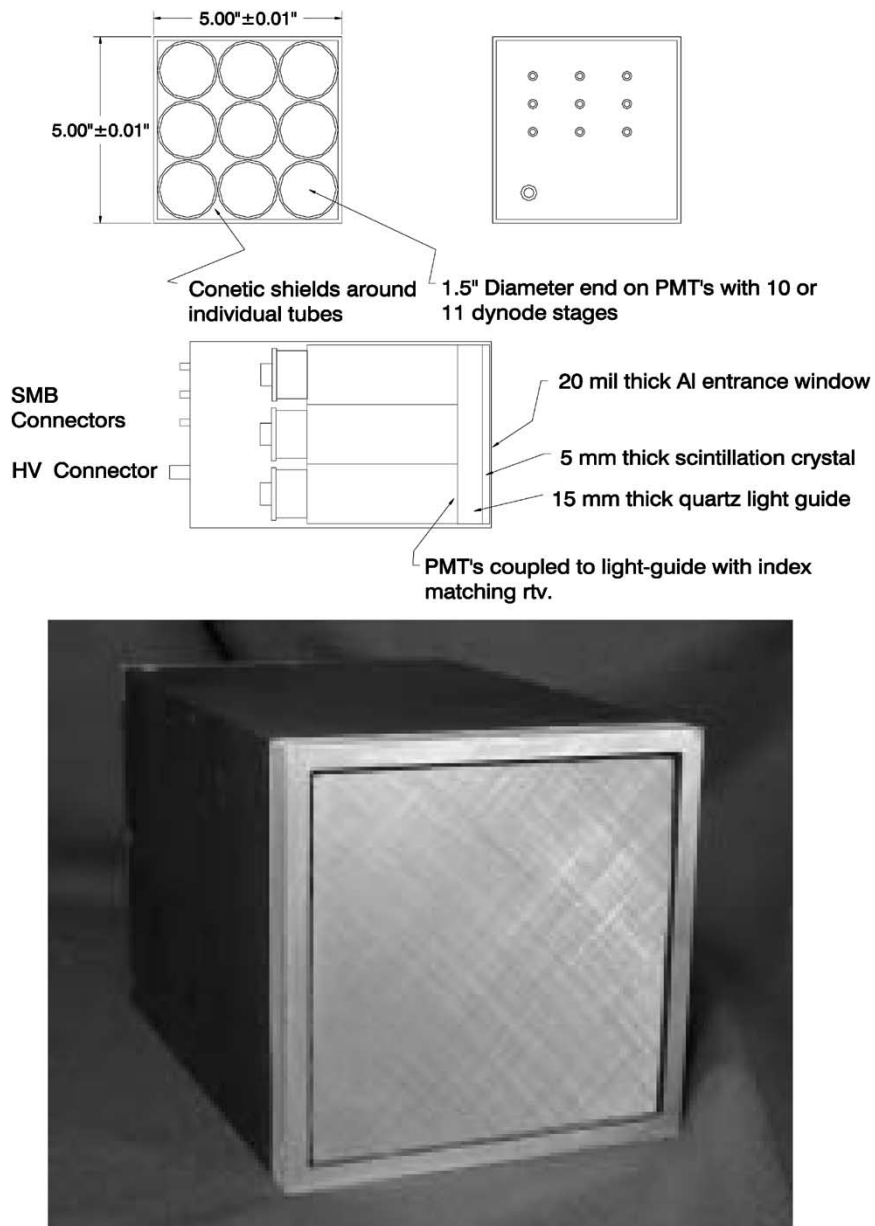 5.00"±0.01"
5.00"±0.01"
Conetic shields around
individual tubes
1.5" Diameter end on PMT's with 10 or
11 dynode stages
SMB
Connectors
HV Connector
20 mil thick Al entrance window
5 mm thick scintillation crystal
15 mm thick quartz light guide
PMT's coupled to light-guide with index
matching rtv.